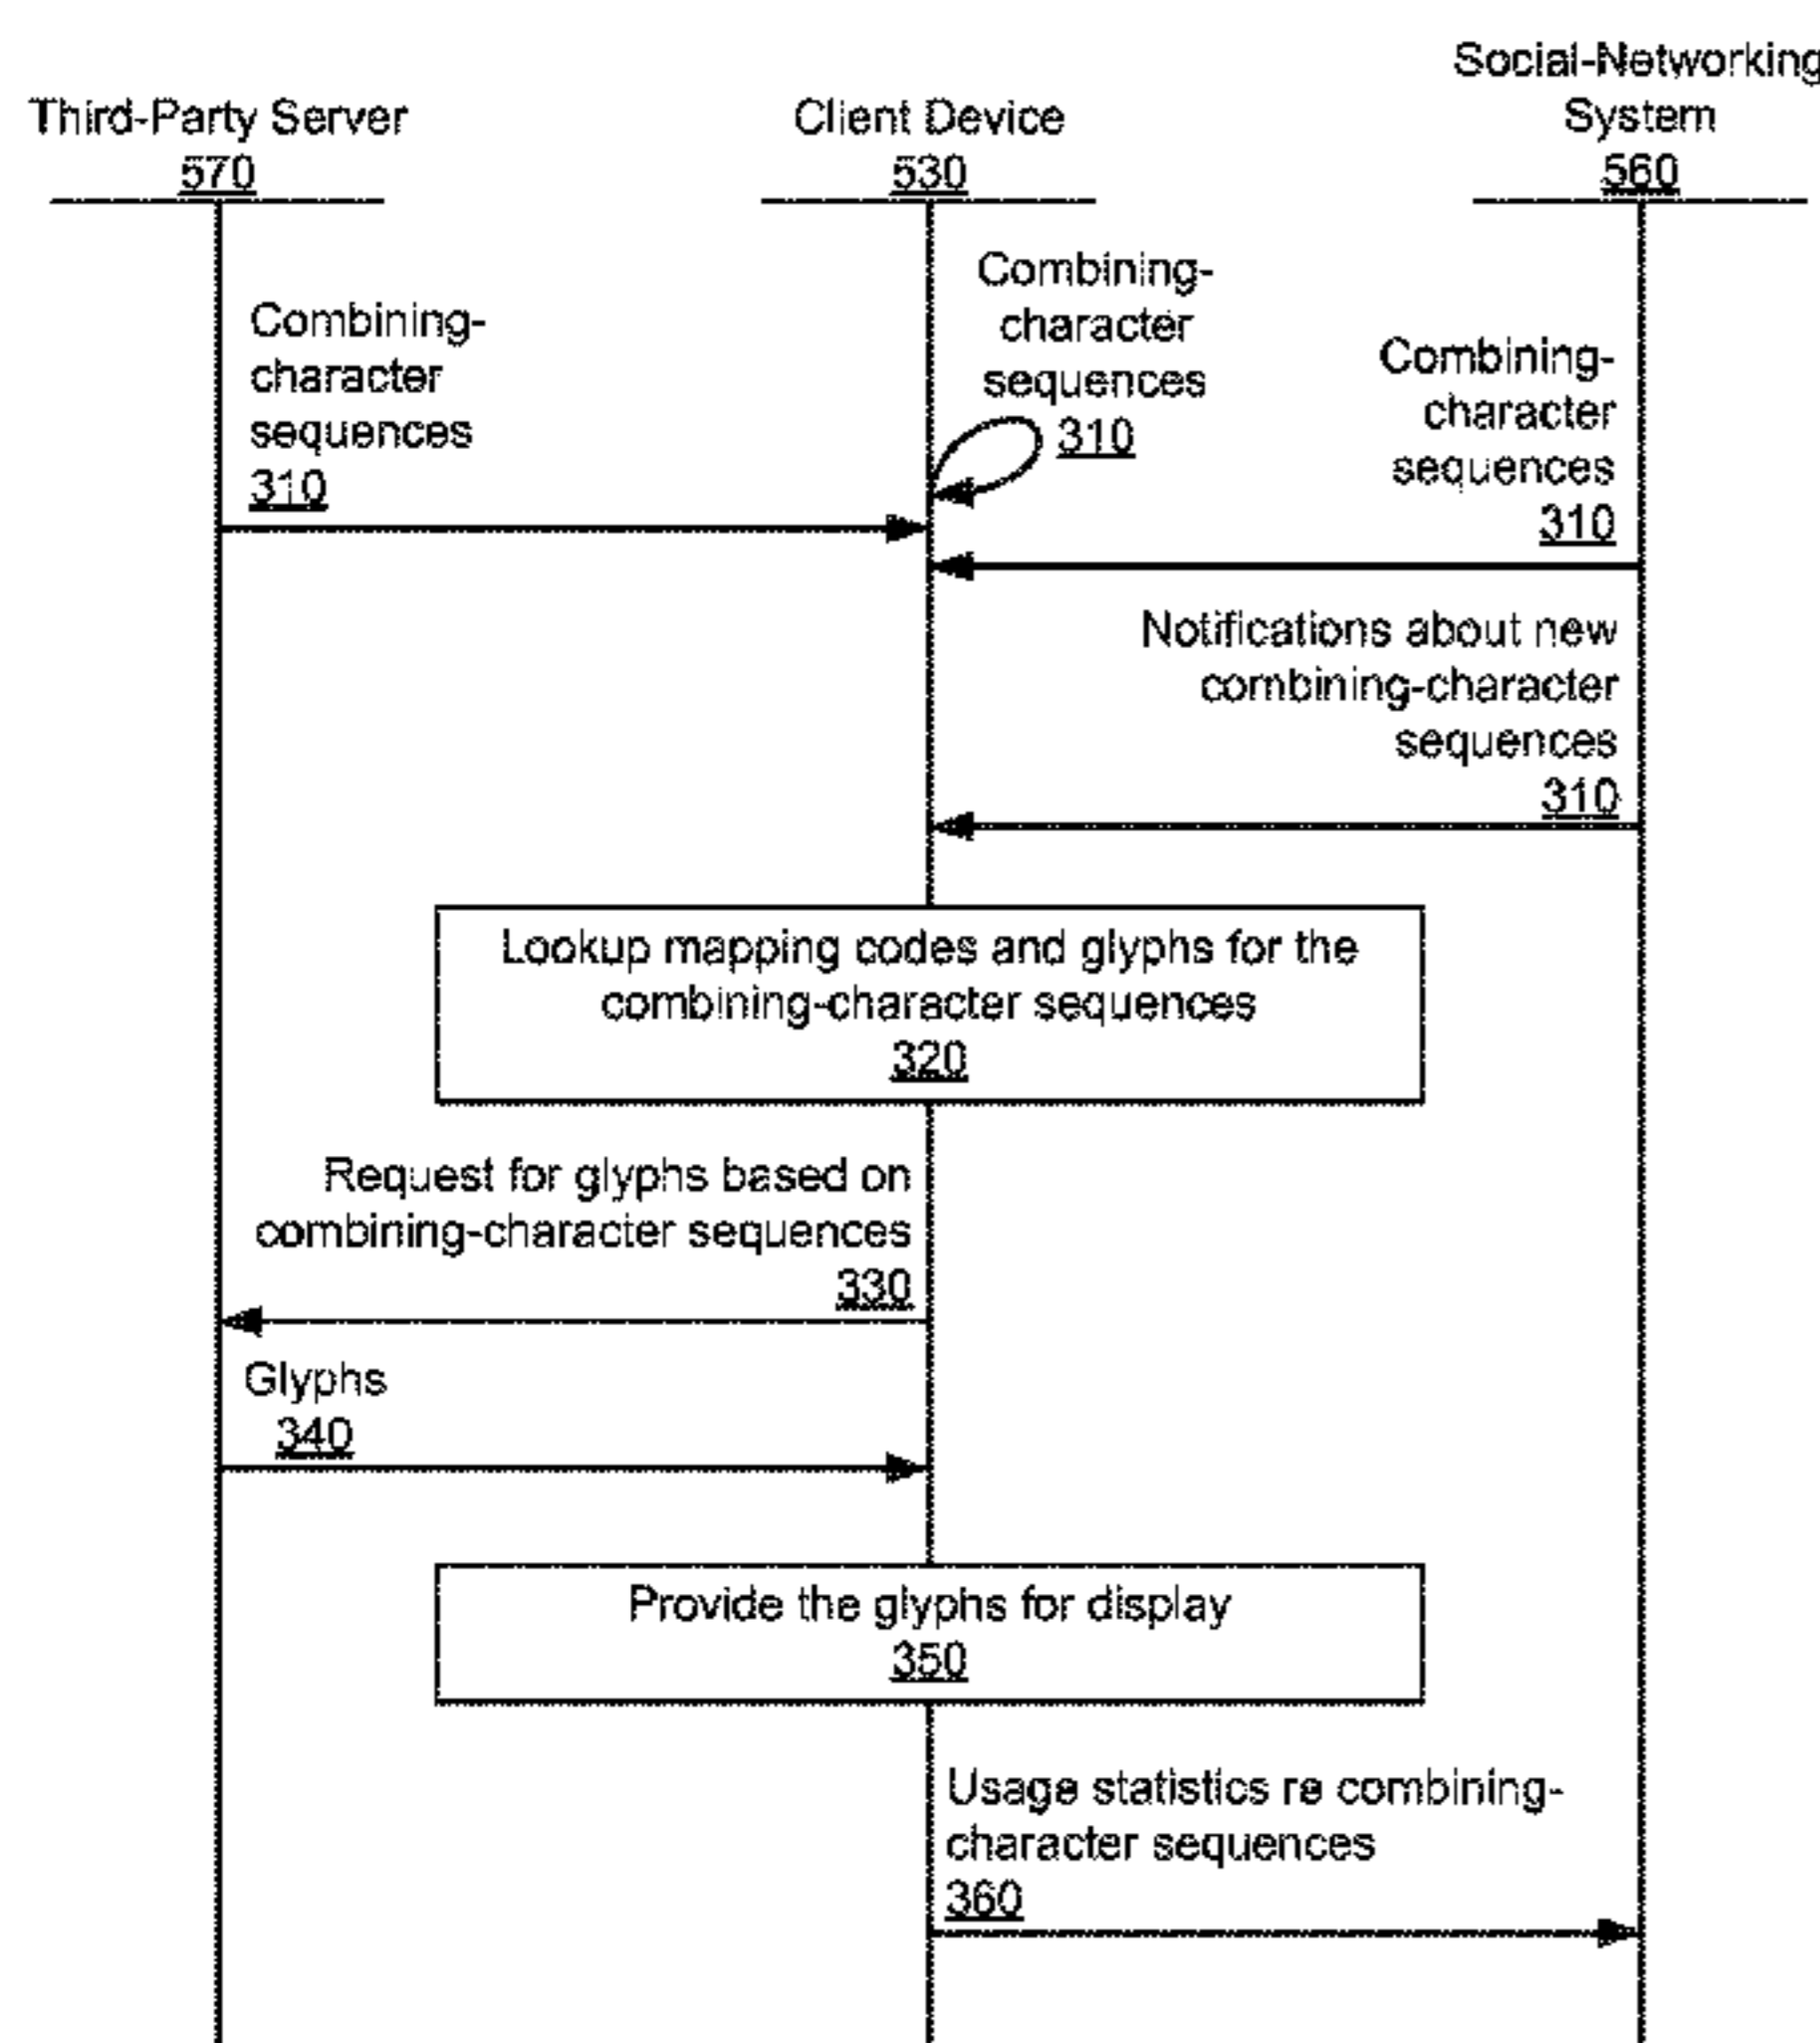 Third-Party Server
570
Client Device
530
Social-Networking
System
560
Combining-
character
sequences
310
Combining-
character
sequences
310
Combining-
character
sequences
310
Notifications about new
combining-character
sequences
310
Lookup mapping codes and glyphs for the
combining-character sequences
320
Request for glyphs based on
combining-character sequences
330
Glyphs
340
Provide the glyphs for display
350
Usage statistics re combining-
character sequences
360